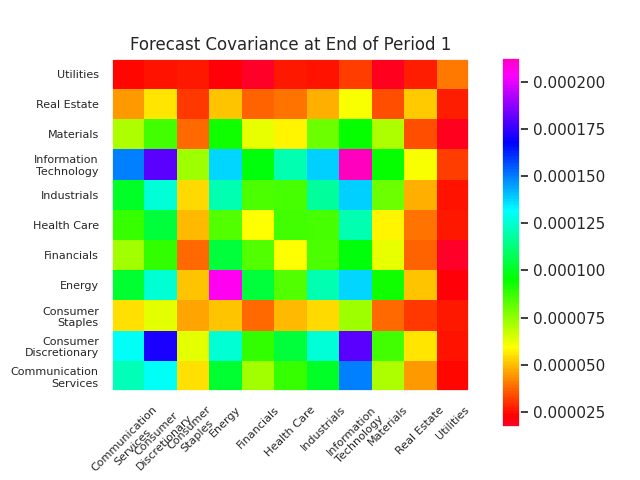 Forecast Covariance at End of Period 1
Utilities
Real Estate
Materials
Information
Technology
Industrials
Health Care
Financials
Energy
Consumer
Staples
Consumer
Discretionary
Communication
Services
Communication
Services
Consumer
Discretionary
Consumer
Staples
Energy
Financials
Health Care
Industrials
Information
Technology
Materials
Real Estate
Utilities
0.000200
0.000175
0.000150
0.000125
0.000100
0.000075
0.000050
0.000025